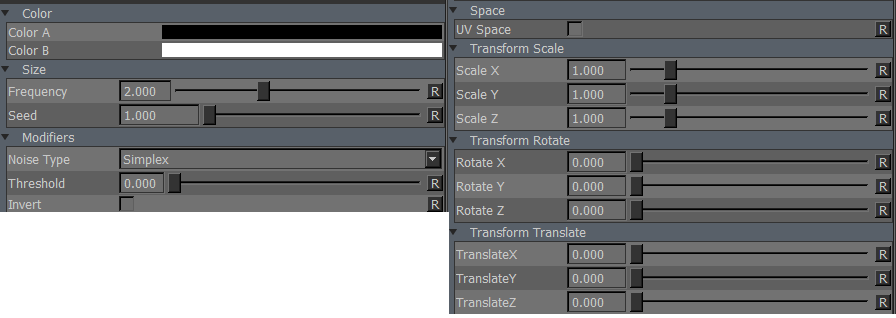 Color
Color A
Color B
Size
Frequency 2.000 R
Seed 1.000 R
Modifiers
Noise Type Simplex
Threshold 0.000 R
Invert R
Space
UV Space R
Transform Scale
Scale X 1.000 R
Scale Y 1.000 R
Scale Z 1.000 R
Transform Rotate
Rotate X 0.000 R
Rotate Y 0.000 R
Rotate Z 0.000 R
Transform Translate
TranslateX 0.000 R
TranslateY 0.000 R
TranslateZ 0.000 R